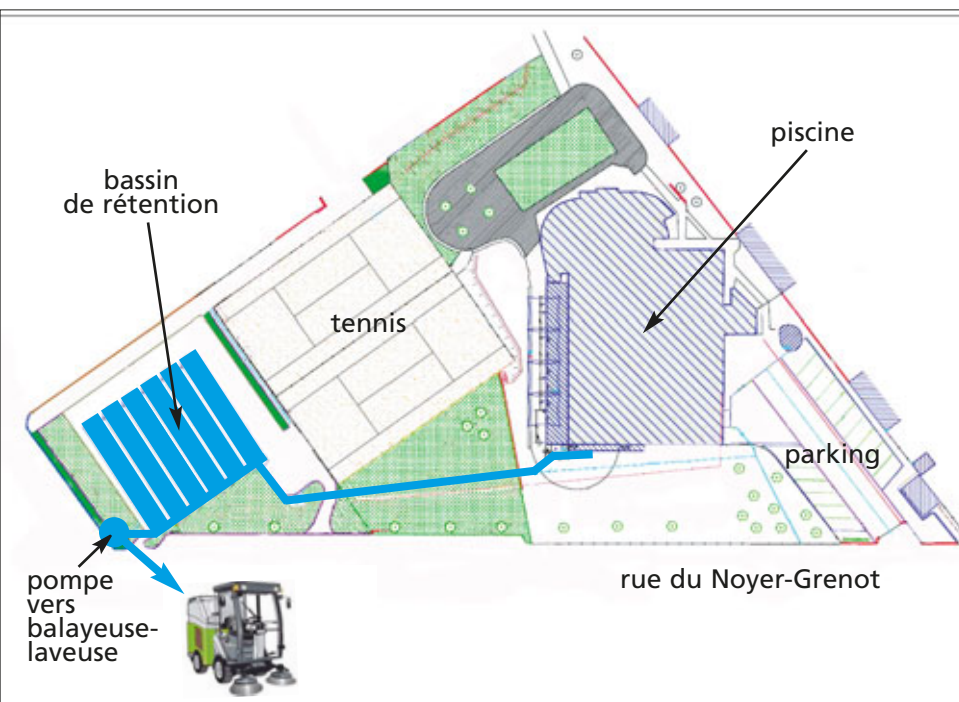 piscine
bassin
de rétention
tennis
parking
rue du Noyer-Grenot
pompe
vers
balayeuse-
laveuse